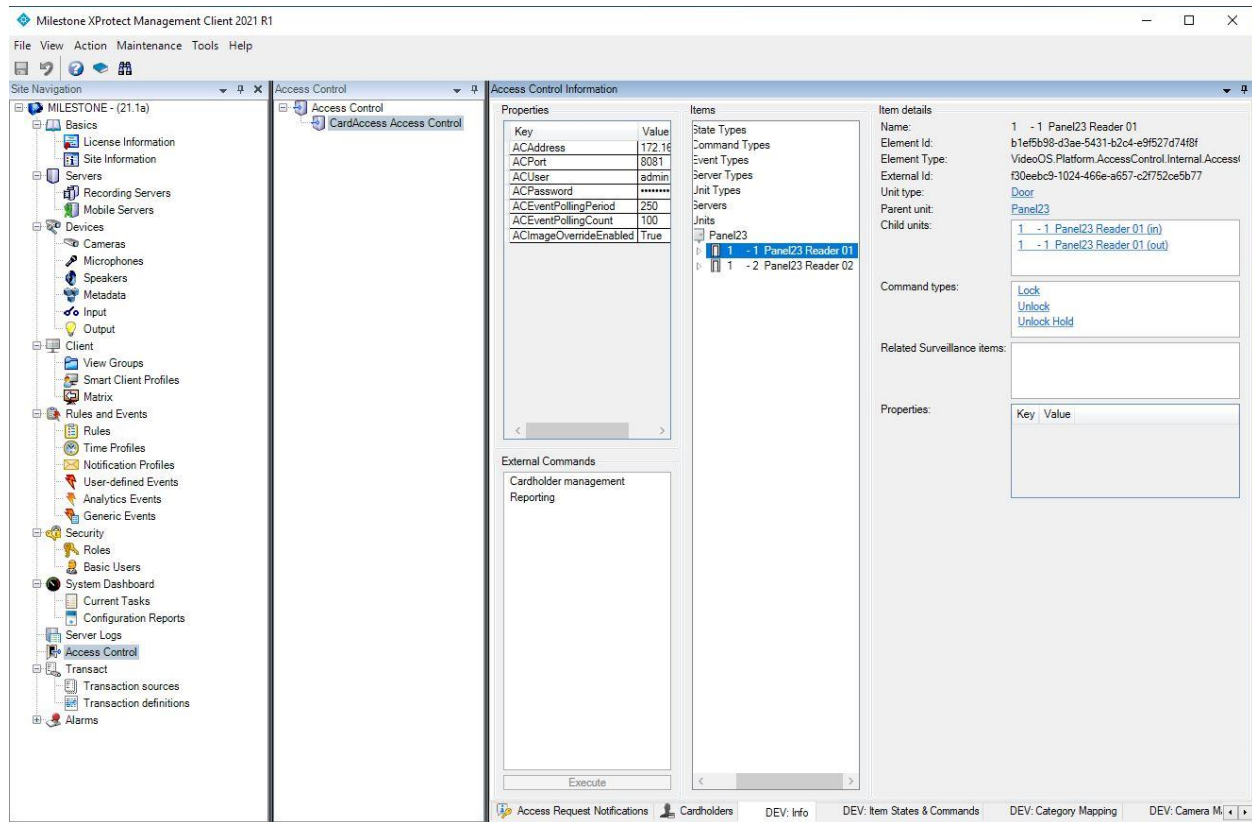 Milestone XProtect Management Client 2021 R1
File View Action Maintenance Tools Help
Site Navigation
MILESTONE - (21.1a)
Basics
License Information
Site Information
Servers
Recording Servers
Mobile Servers
Devices
Cameras
Microphones
Speakers
Metadata
Input
Output
Client
View Groups
Smart Client Profiles
Matrix
Rules and Events
Rules
Time Profiles
Notification Profiles
User-defined Events
Analytics Events
Generic Events
Security
Roles
Basic Users
System Dashboard
Current Tasks
Configuration Reports
Server Logs
Access Control
Transact
Transaction sources
Transaction definitions
Alarms
Access Control
Access Control
CardAccess Access Control
Access Control Information
Properties
Key Value
ACAddress 172.16
ACPort 8081
ACUser admin
ACPassword ••••••••
ACEventPollingPeriod 250
ACEventPollingCount 100
ACImageOverrideEnabled True
External Commands
Cardholder management
Reporting
Execute
Items
State Types
Command Types
Event Types
Server Types
Unit Types
Servers
Units
Panel23
1 - 1 Panel23 Reader 01
1 - 2 Panel23 Reader 02
Item details
Name: 1 - 1 Panel23 Reader 01
Element Id: b1ef5b98-d3ae-5431-b2c4-e9f527d74f8f
Element Type: VideoOS.Platform.AccessControl.Internal.Access(
External Id: f30eebc9-1024-466e-a657-c2f752ce5b77
Unit type: Door
Parent unit: Panel23
Child units: 1 - 1 Panel23 Reader 01 (in)
1 - 1 Panel23 Reader 01 (out)
Command types: Lock
Unlock
Unlock Hold
Related Surveillance items:
Properties: Key Value
Access Request Notifications Cardholders DEV: Info DEV: Item States & Commands DEV: Category Mapping DEV: Camera M